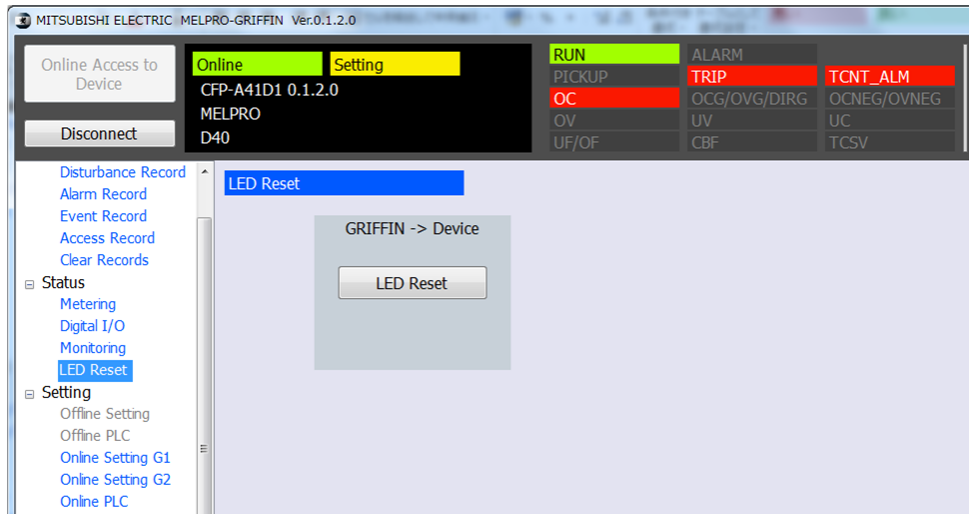 MITSUBISHI ELECTRIC MELPRO-GRIFFIN Ver.0.1.2.0
Online Access to
Device
Disconnect
Online Setting
CFP-A41D1 0.1.2.0
MELPRO
D40
RUN ALARM
PICKUP TRIP TCNT_ALM
OC OCG/OVG/DIRG OCNEG/OVNEG
OV UV UC
UF/OF CBF TCSV
Disturbance Record
Alarm Record
Event Record
Access Record
Clear Records
Status
Metering
Digital I/O
Monitoring
LED Reset
Setting
Offline Setting
Offline PLC
Online Setting G1
Online Setting G2
Online PLC
LED Reset
GRIFFIN -> Device
LED Reset